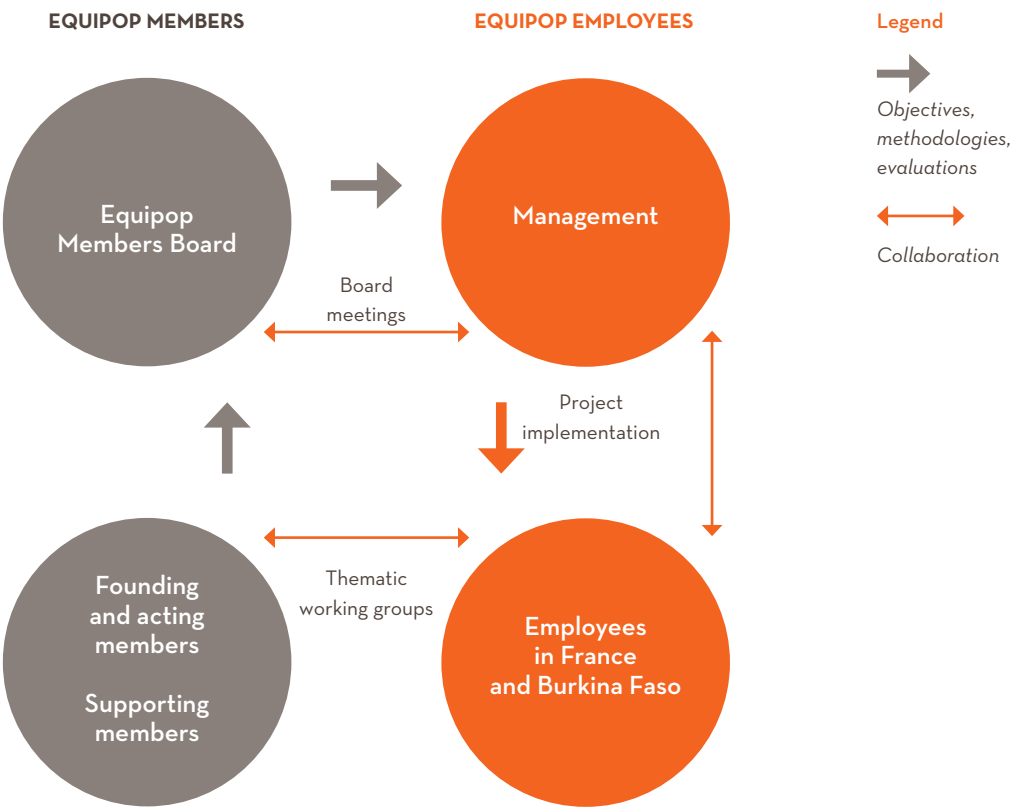 EQUIPOP MEMBERS
EQUIPOP EMPLOYEES
Legend
Objectives,
methodologies,
evaluations
Collaboration
Equipop
Members Board
Management
Board
meetings
Project
implementation
Thematic
working groups
Founding
and acting
members
Supporting
members
Employees
in France
and Burkina Faso